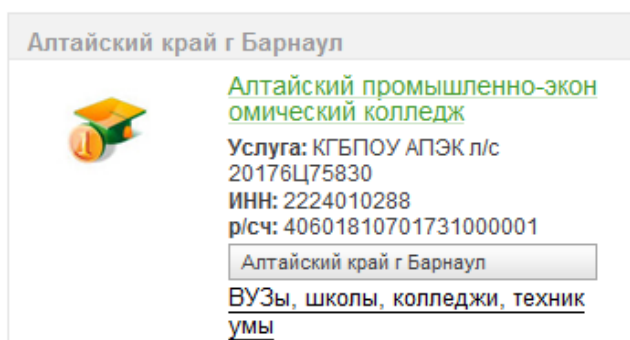 Алтайский край г Барнаул
Алтайский промышленно-экон
омический колледж
Услуга: КГБПОУ АПЭК л/с
20176Ц75830
ИНН: 2224010288
р/сч: 40601810701731000001
Алтайский край г Барнаул
ВУЗы, школы, колледжи, техник
умы